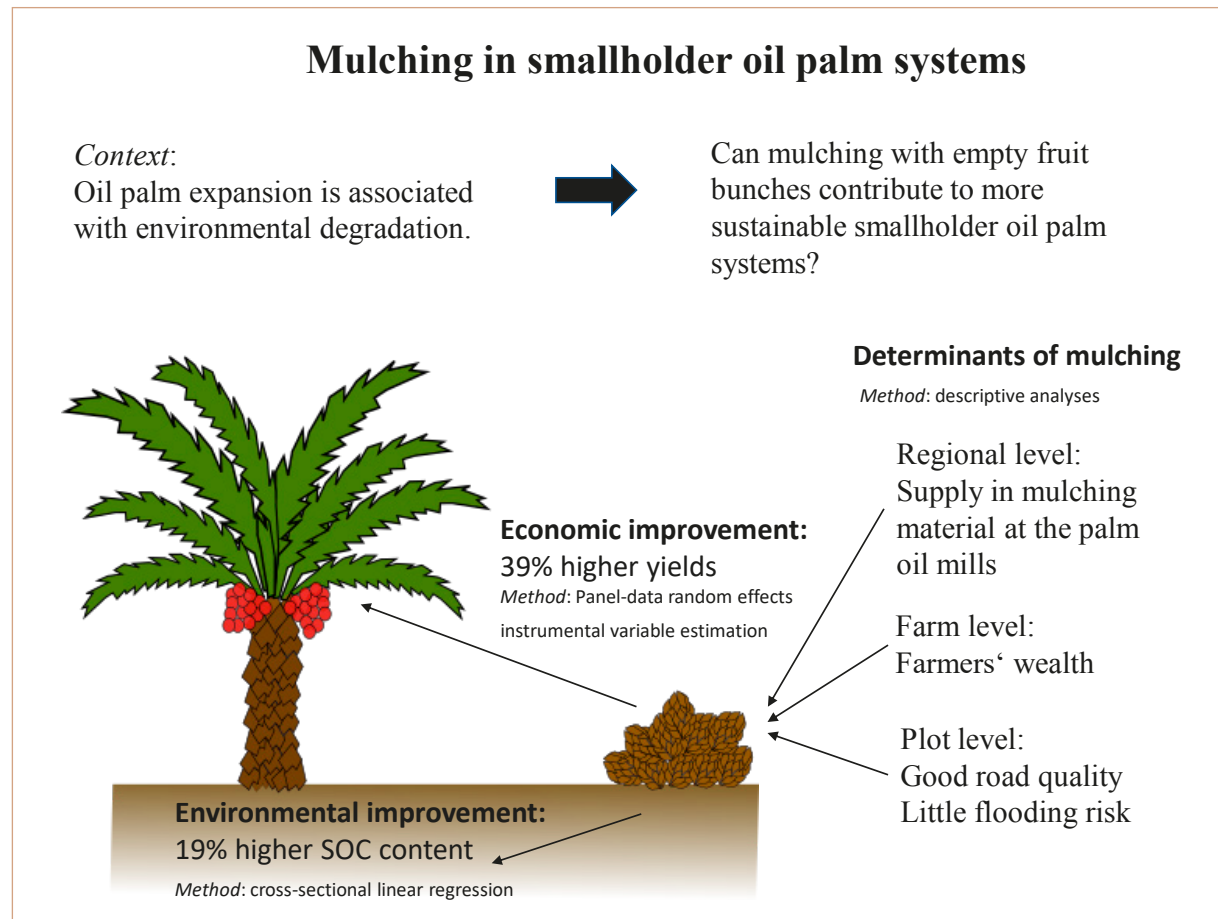 Mulching in smallholder oil palm systems
Context:
Oil palm expansion is associated
with environmental degradation.
Can mulching with empty fruit
bunches contribute to more
sustainable smallholder oil palm
systems?
Determinants of mulching
Method: descriptive analyses
Regional level:
Supply in mulching
material at the palm
oil mills
Farm level:
Farmers‘ wealth
Plot level:
Good road quality
Little flooding risk
Economic improvement:
39% higher yields
Method: Panel-data random effects
instrumental variable estimation
Environmental improvement:
19% higher SOC content
Method: cross-sectional linear regression